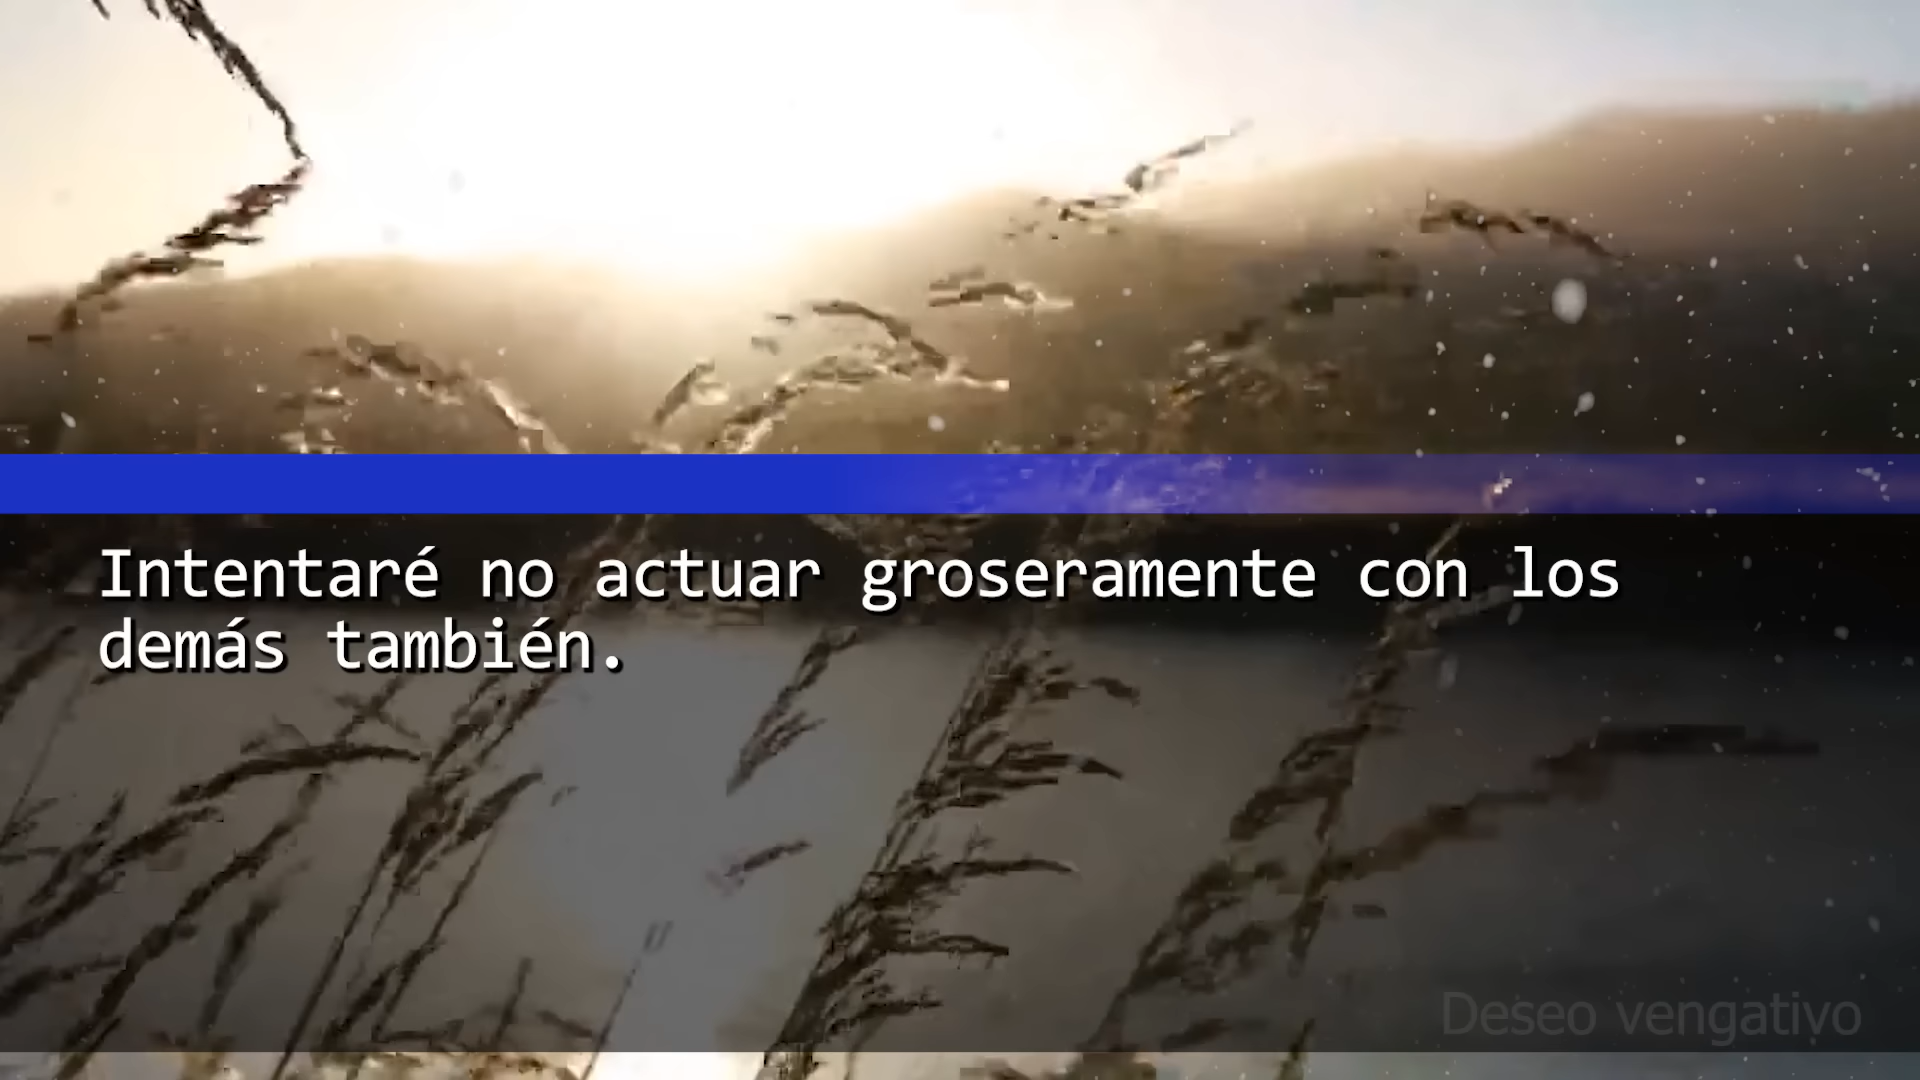 Intentaré no actuar groseramente con los
demás también.
Deseo vengativo